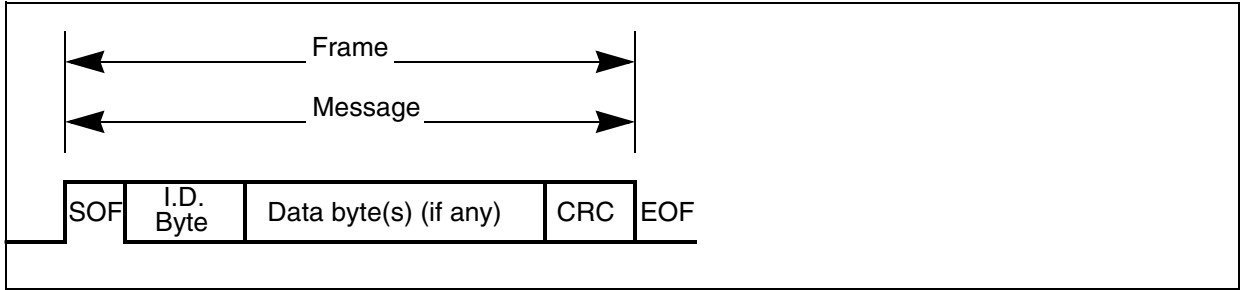 Frame
Message
SOF
I.D.
Byte
Data byte(s) (if any)
CRC
EOF